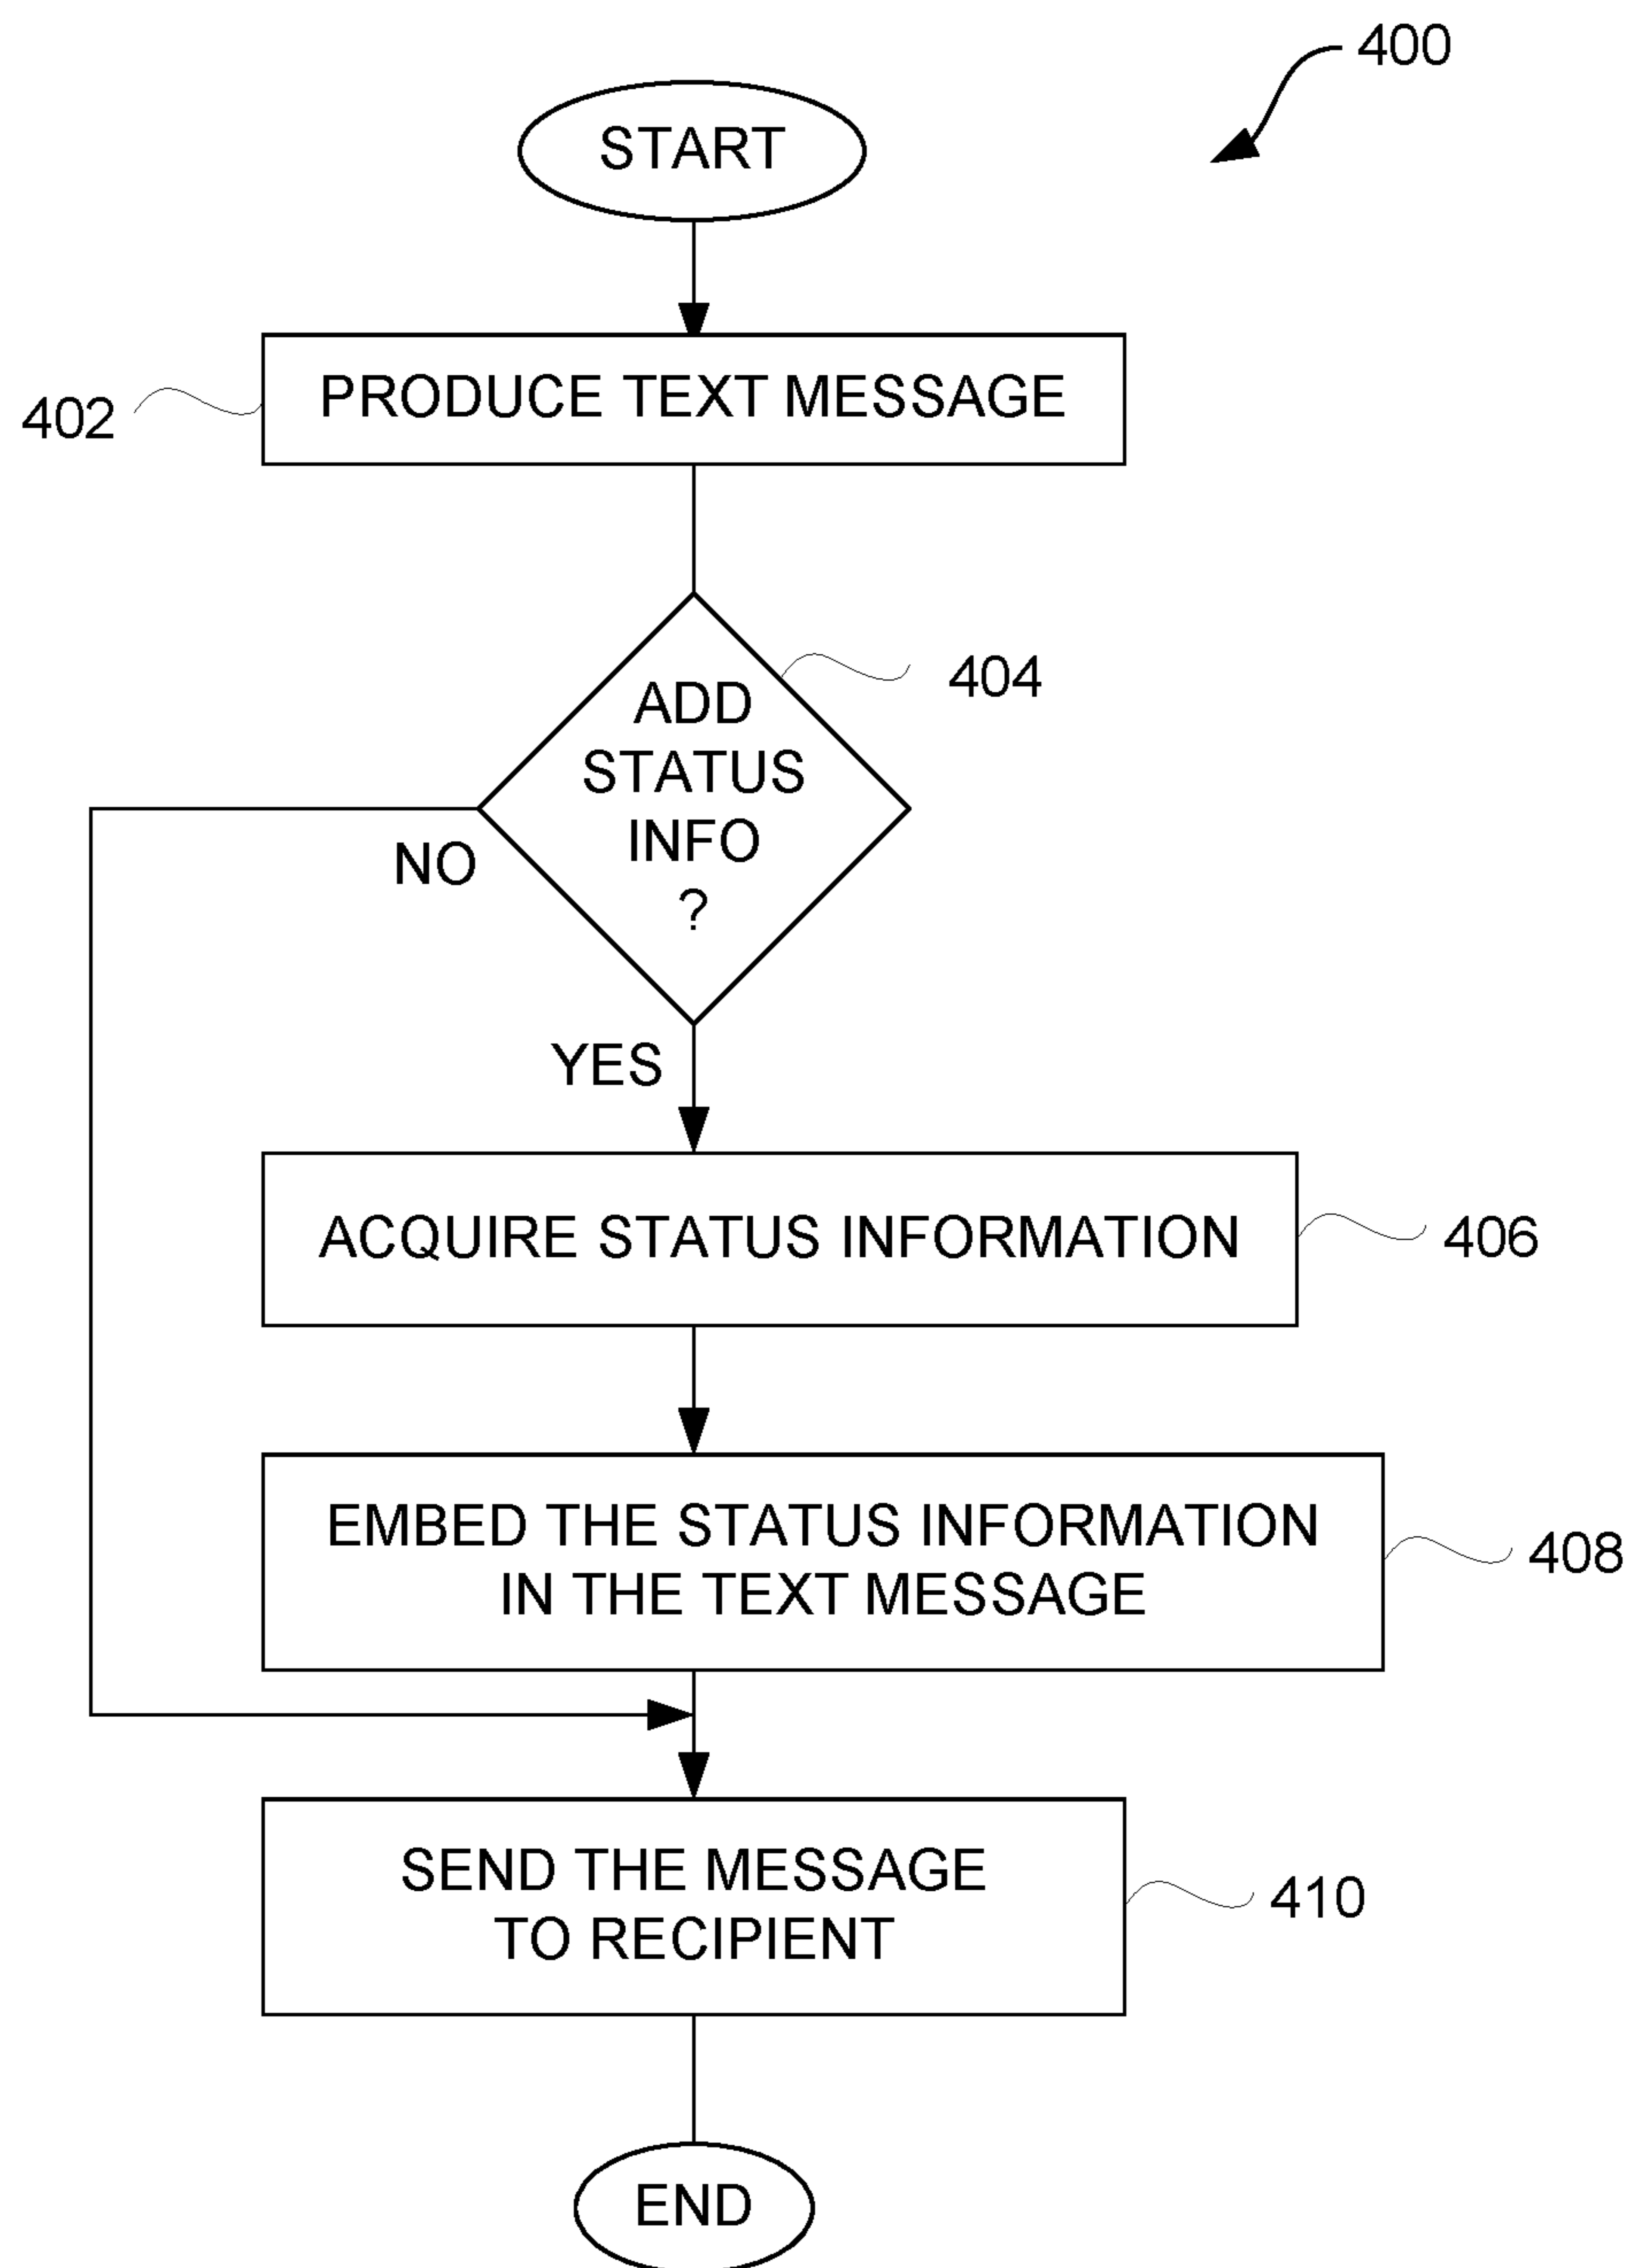 400
START
PRODUCE TEXT MESSAGE
402
404
ADD
STATUS
INFO
?
NO
YES
ACQUIRE STATUS INFORMATION
406
EMBED THE STATUS INFORMATION
IN THE TEXT MESSAGE
408
SEND THE MESSAGE
TO RECIPIENT
410
END